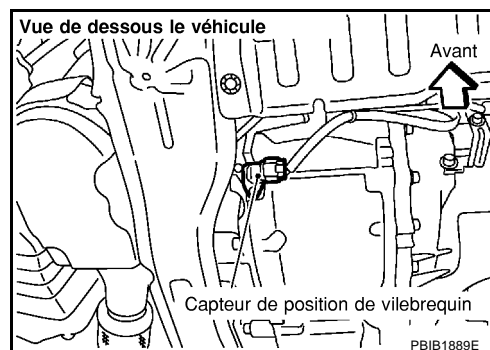 Vue de dessous le véhicule
Avant
Capteur de position de vilebrequin
PBIB1889E